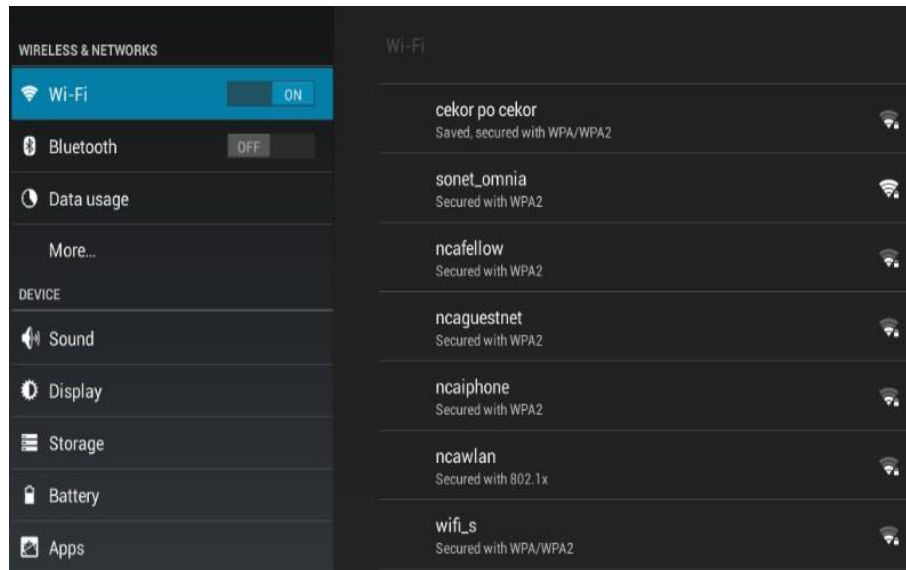 WIRELESS & NETWORKS
Wi-Fi
ON
Bluetooth
OFF
Data usage
More...
DEVICE
Sound
Display
Storage
Battery
Apps
Wi-Fi
cekor po cekor
Saved, secured with WPA/WPA2
sonet_omnia
Secured with WPA2
ncafellow
Secured with WPA2
ncaguestnet
Secured with WPA2
ncaiphone
Secured with WPA2
ncawlan
Secured with 802.1x
wifi_s
Secured with WPA/WPA2